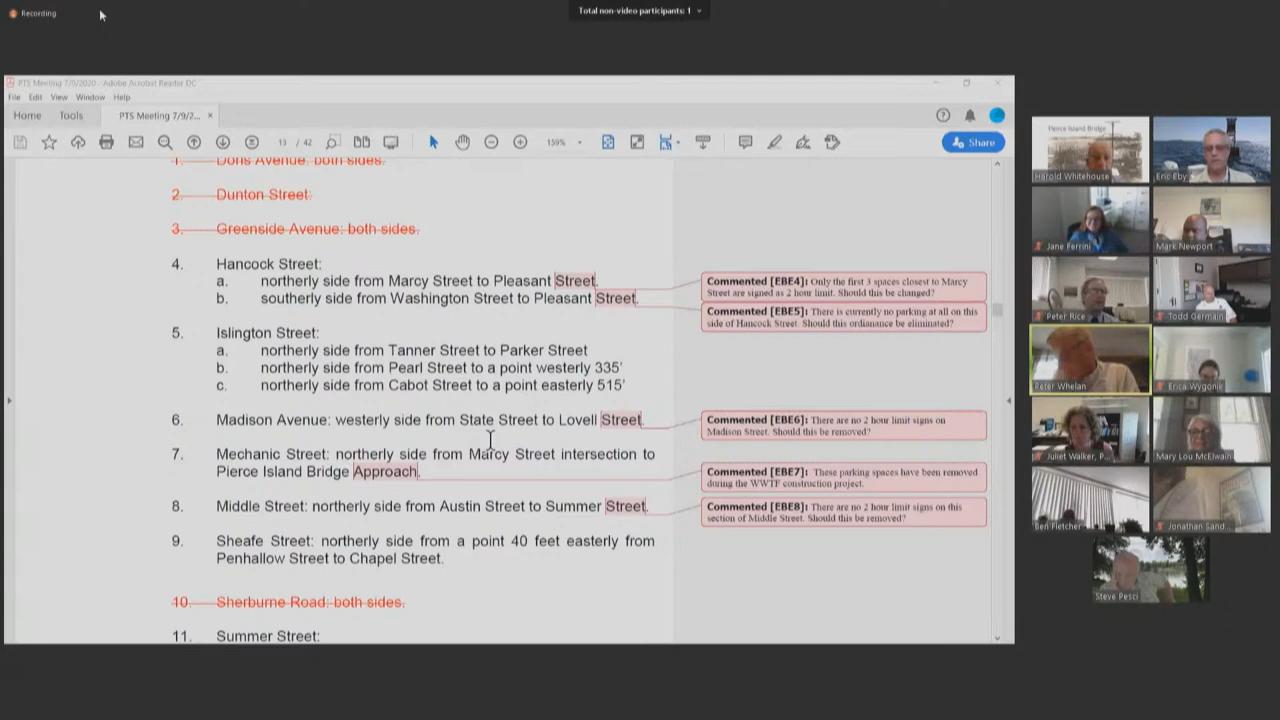 Recording
Total non-video participants: 1
PTS Meeting 7/9/2020 - Adobe Acrobat Reader DC
File Edit View Window Help
Home Tools PTS Meeting 7/9/2... ×
13 / 42
159%
Share
1. Doris Avenue: both sides.
2. Dunton Street:
3. Greenside Avenue: both sides.
4. Hancock Street:
a. northerly side from Marcy Street to Pleasant Street.
b. southerly side from Washington Street to Pleasant Street.
Commented [EBE4]: Only the first 3 spaces closest to Marcy
Street are signed as 2 hour limit. Should this be changed?
Commented [EBE5]: There is currently no parking at all on this
side of Hancock Street. Should this ordianance be eliminated?
5. Islington Street:
a. northerly side from Tanner Street to Parker Street
b. northerly side from Pearl Street to a point westerly 335'
c. northerly side from Cabot Street to a point easterly 515'
6. Madison Avenue: westerly side from State Street to Lovell Street.
Commented [EBE6]: There are no 2 hour limit signs on
Madison Street. Should this be removed?
7. Mechanic Street: northerly side from Marcy Street intersection to
Pierce Island Bridge Approach.
Commented [EBE7]: These parking spaces have been removed
during the WWTF construction project.
8. Middle Street: northerly side from Austin Street to Summer Street.
Commented [EBE8]: There are no 2 hour limit signs on this
section of Middle Street. Should this be removed?
9. Sheafe Street: northerly side from a point 40 feet easterly from
Penhallow Street to Chapel Street.
10. Sherburne Road: both sides.
11. Summer Street:
Pierce Island Bridge
Harold Whitehouse
Eric Eby
Jane Ferrini
Mark Newport
Peter Rice
Todd Germain
Peter Whelan
Erica Wygonik
Juliet Walker, P...
Mary Lou McElwain
Ben Fletcher
Jonathan Sand...
Steve Pesci